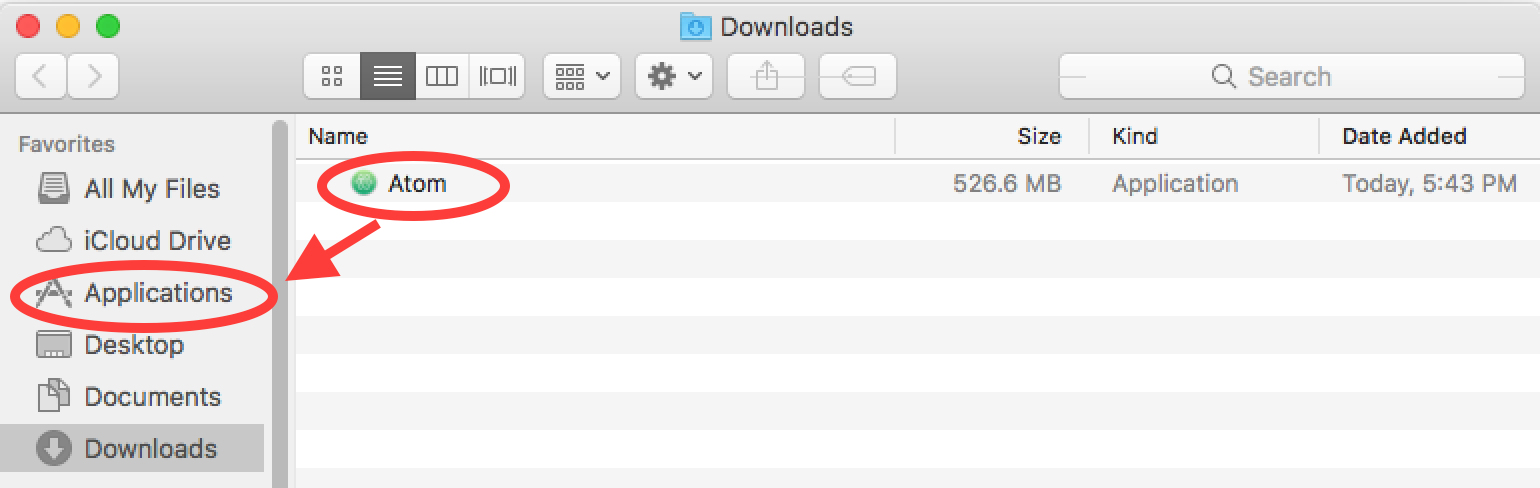 Downloads
Search
Favorites
All My Files
iCloud Drive
Applications
Desktop
Documents
Downloads
Name Size Kind Date Added
Atom 526.6 MB Application Today, 5:43 PM